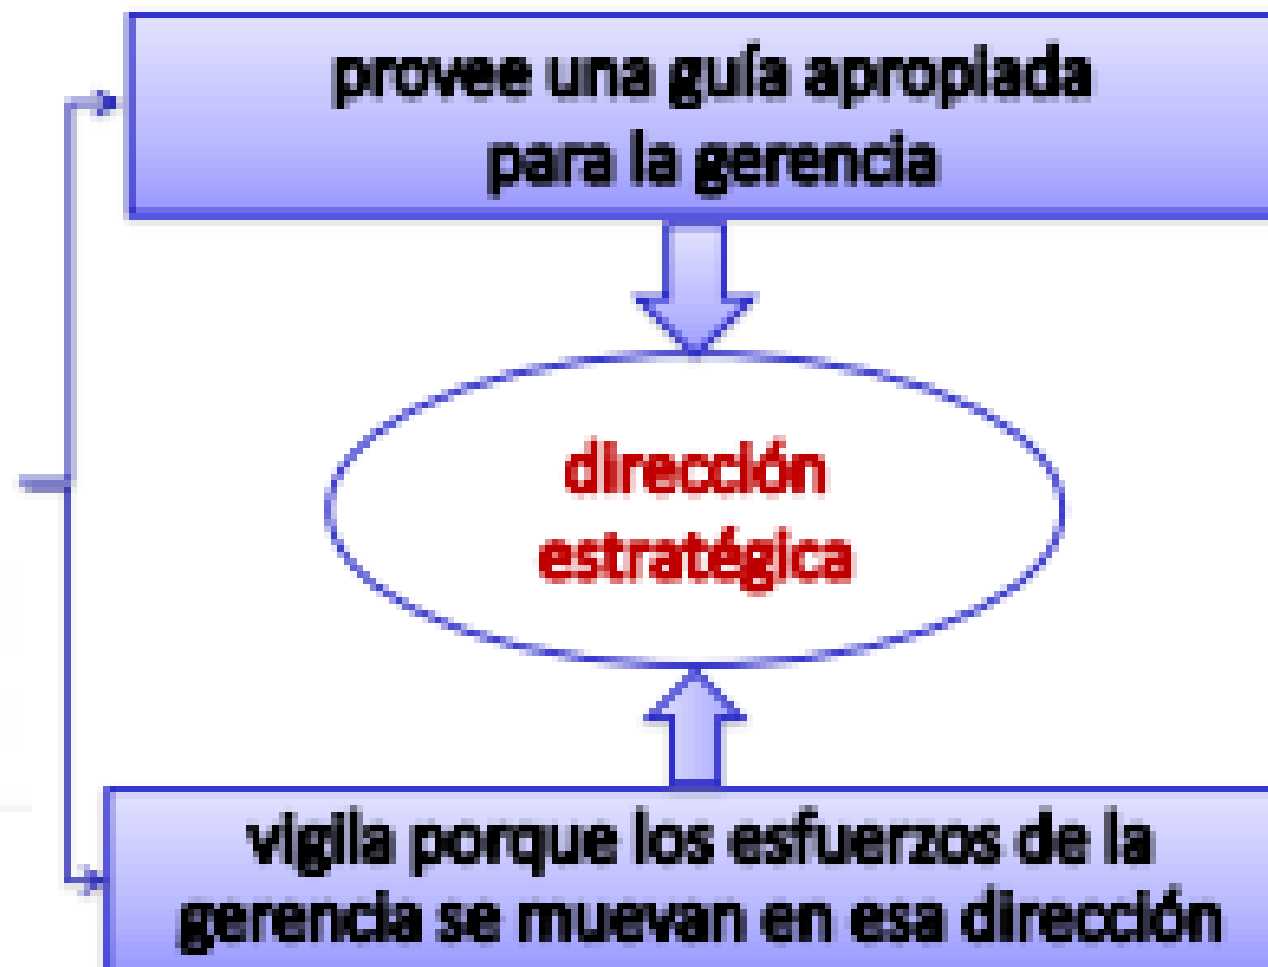 provee una guía apropiada
para la gerencia
dirección
estratégica
vigila porque los esfuerzos de la
gerencia se muevan en esa dirección